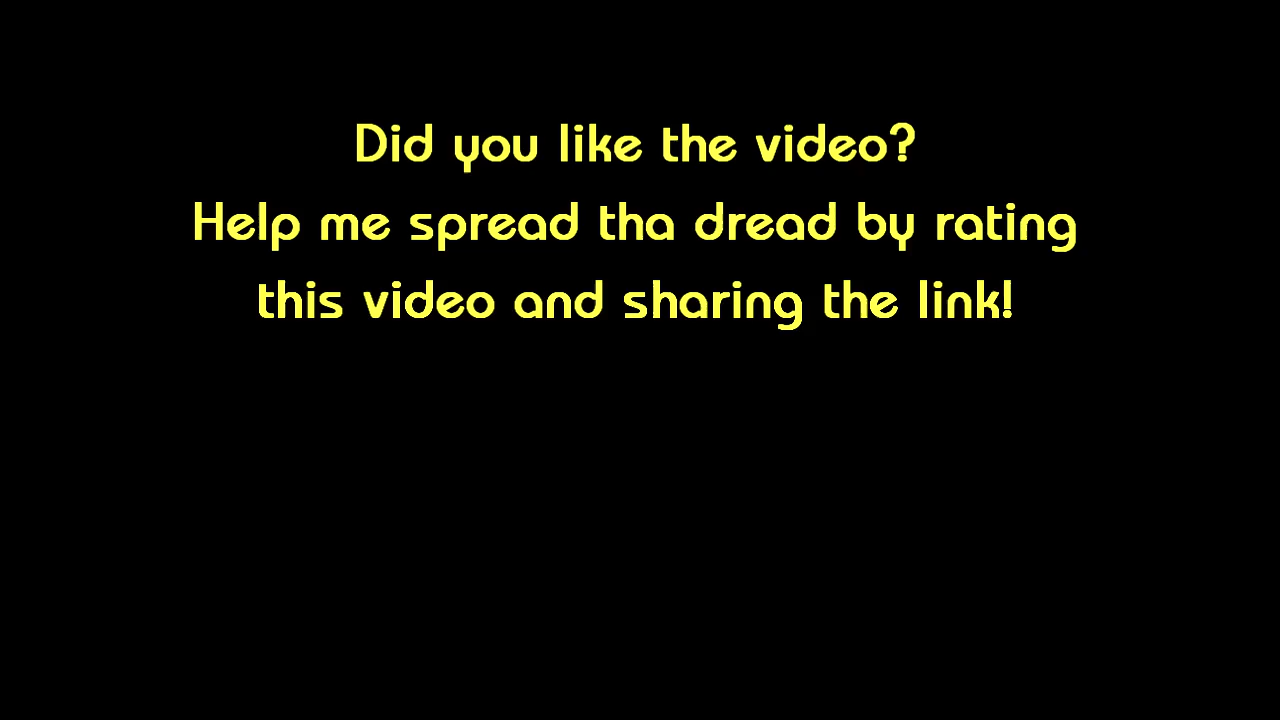 Did you like the video?
Help me spread tha dread by rating
this video and sharing the link!